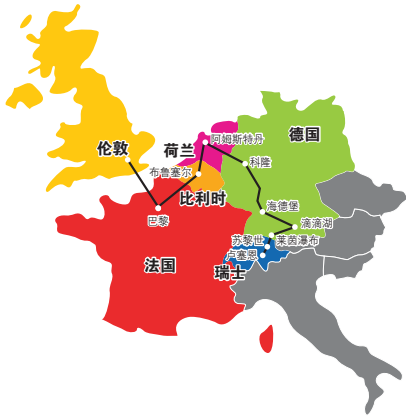 伦敦
荷兰
阿姆斯特丹
德国
科隆
布鲁塞尔
比利时
海德堡
巴黎
滴滴湖
苏黎世
莱茵瀑布
卢塞恩
法国
瑞士